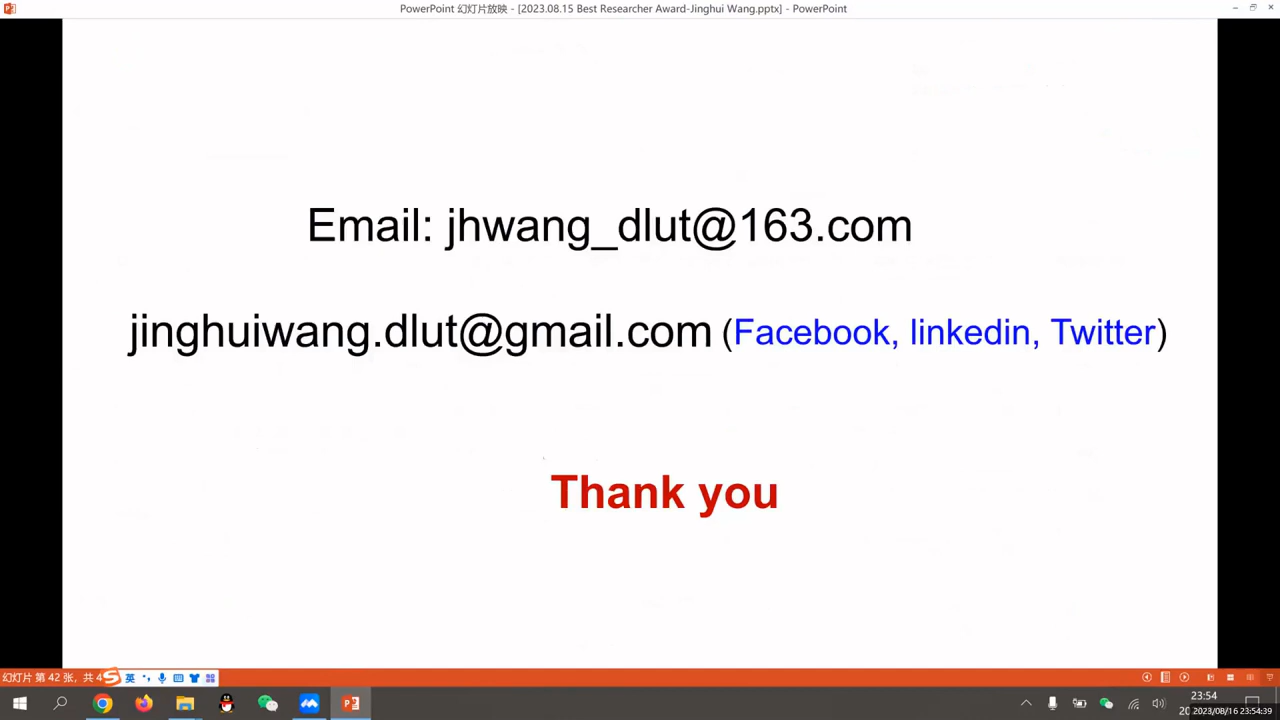 PowerPoint 幻灯片放映 - [2023.08.15 Best Researcher Award-Jinghui Wang.pptx] - PowerPoint
Email: jhwang_dlut@163.com
jinghuiwang.dlut@gmail.com (Facebook, linkedin, Twitter)
Thank you
幻灯片 第 42 张，共 4
英
23:54
2023/08/16 23:54:39